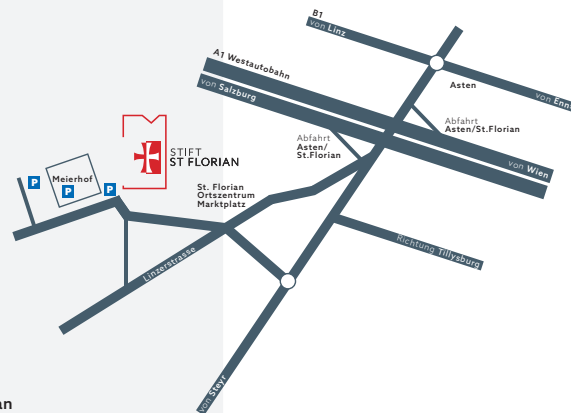 B1
von Linz
A1 Westautobahn
von Salzburg
Asten
von Enns
Abfahrt
Asten/St.Florian
Abfahrt
Asten/
St.Florian
von Wien
STIFT
ST FLORIAN
P
Meierhof
P
P
St. Florian
Ortszentrum
Marktplatz
Richtung Tillysburg
Linzerstrasse
von Steyr
an